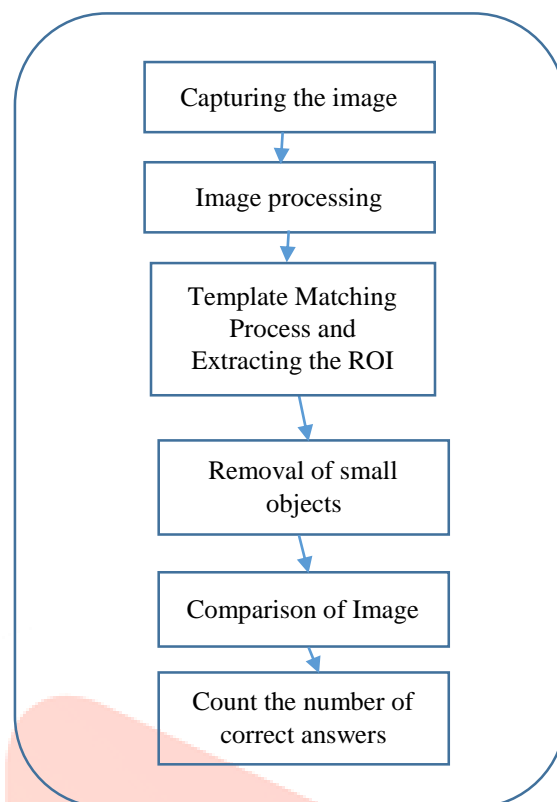 Capturing the image
Image processing
Template Matching
Process and
Extracting the ROI
Removal of small
objects
Comparison of Image
Count the number of
correct answers